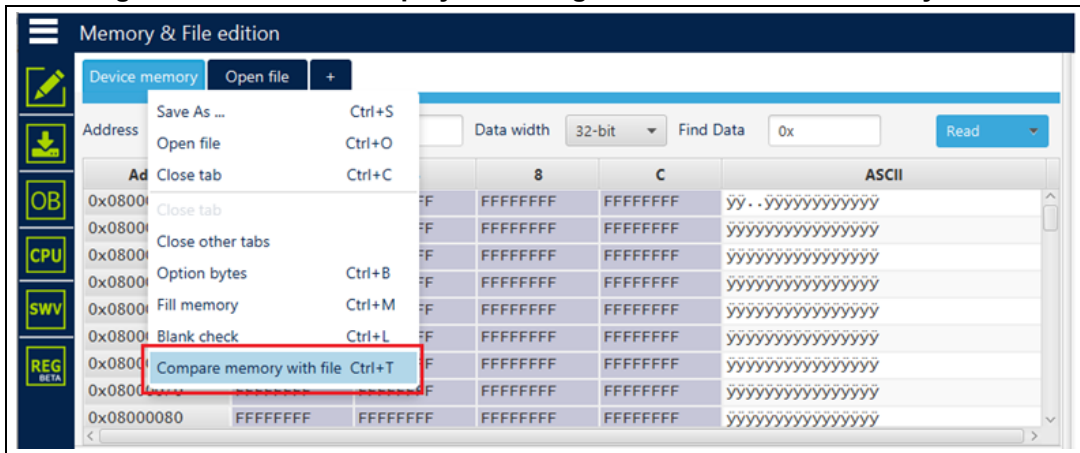 Memory & File edition
Device memory
Open file
+
Address
Data width
32-bit
Find Data
0x
Read
Save As ... Ctrl+S
Open file Ctrl+O
Close tab Ctrl+C
Close tab
Close other tabs
Option bytes Ctrl+B
Fill memory Ctrl+M
Blank check Ctrl+L
Compare memory with file Ctrl+T
8 C ASCII
FFFFFFFF FFFFFFFF ÿÿ..ÿÿÿÿÿÿÿÿÿÿÿÿ
FFFFFFFF FFFFFFFF ÿÿÿÿÿÿÿÿÿÿÿÿÿÿÿÿ
FFFFFFFF FFFFFFFF ÿÿÿÿÿÿÿÿÿÿÿÿÿÿÿÿ
FFFFFFFF FFFFFFFF ÿÿÿÿÿÿÿÿÿÿÿÿÿÿÿÿ
FFFFFFFF FFFFFFFF ÿÿÿÿÿÿÿÿÿÿÿÿÿÿÿÿ
FFFFFFFF FFFFFFFF ÿÿÿÿÿÿÿÿÿÿÿÿÿÿÿÿ
FFFFFFFF FFFFFFFF ÿÿÿÿÿÿÿÿÿÿÿÿÿÿÿÿ
FFFFFFFF FFFFFFFF ÿÿÿÿÿÿÿÿÿÿÿÿÿÿÿÿ
0x08000080 FFFFFFFF FFFFFFFF FFFFFFFF FFFFFFFF ÿÿÿÿÿÿÿÿÿÿÿÿÿÿÿÿ
OB
CPU
SWV
REG
BETA